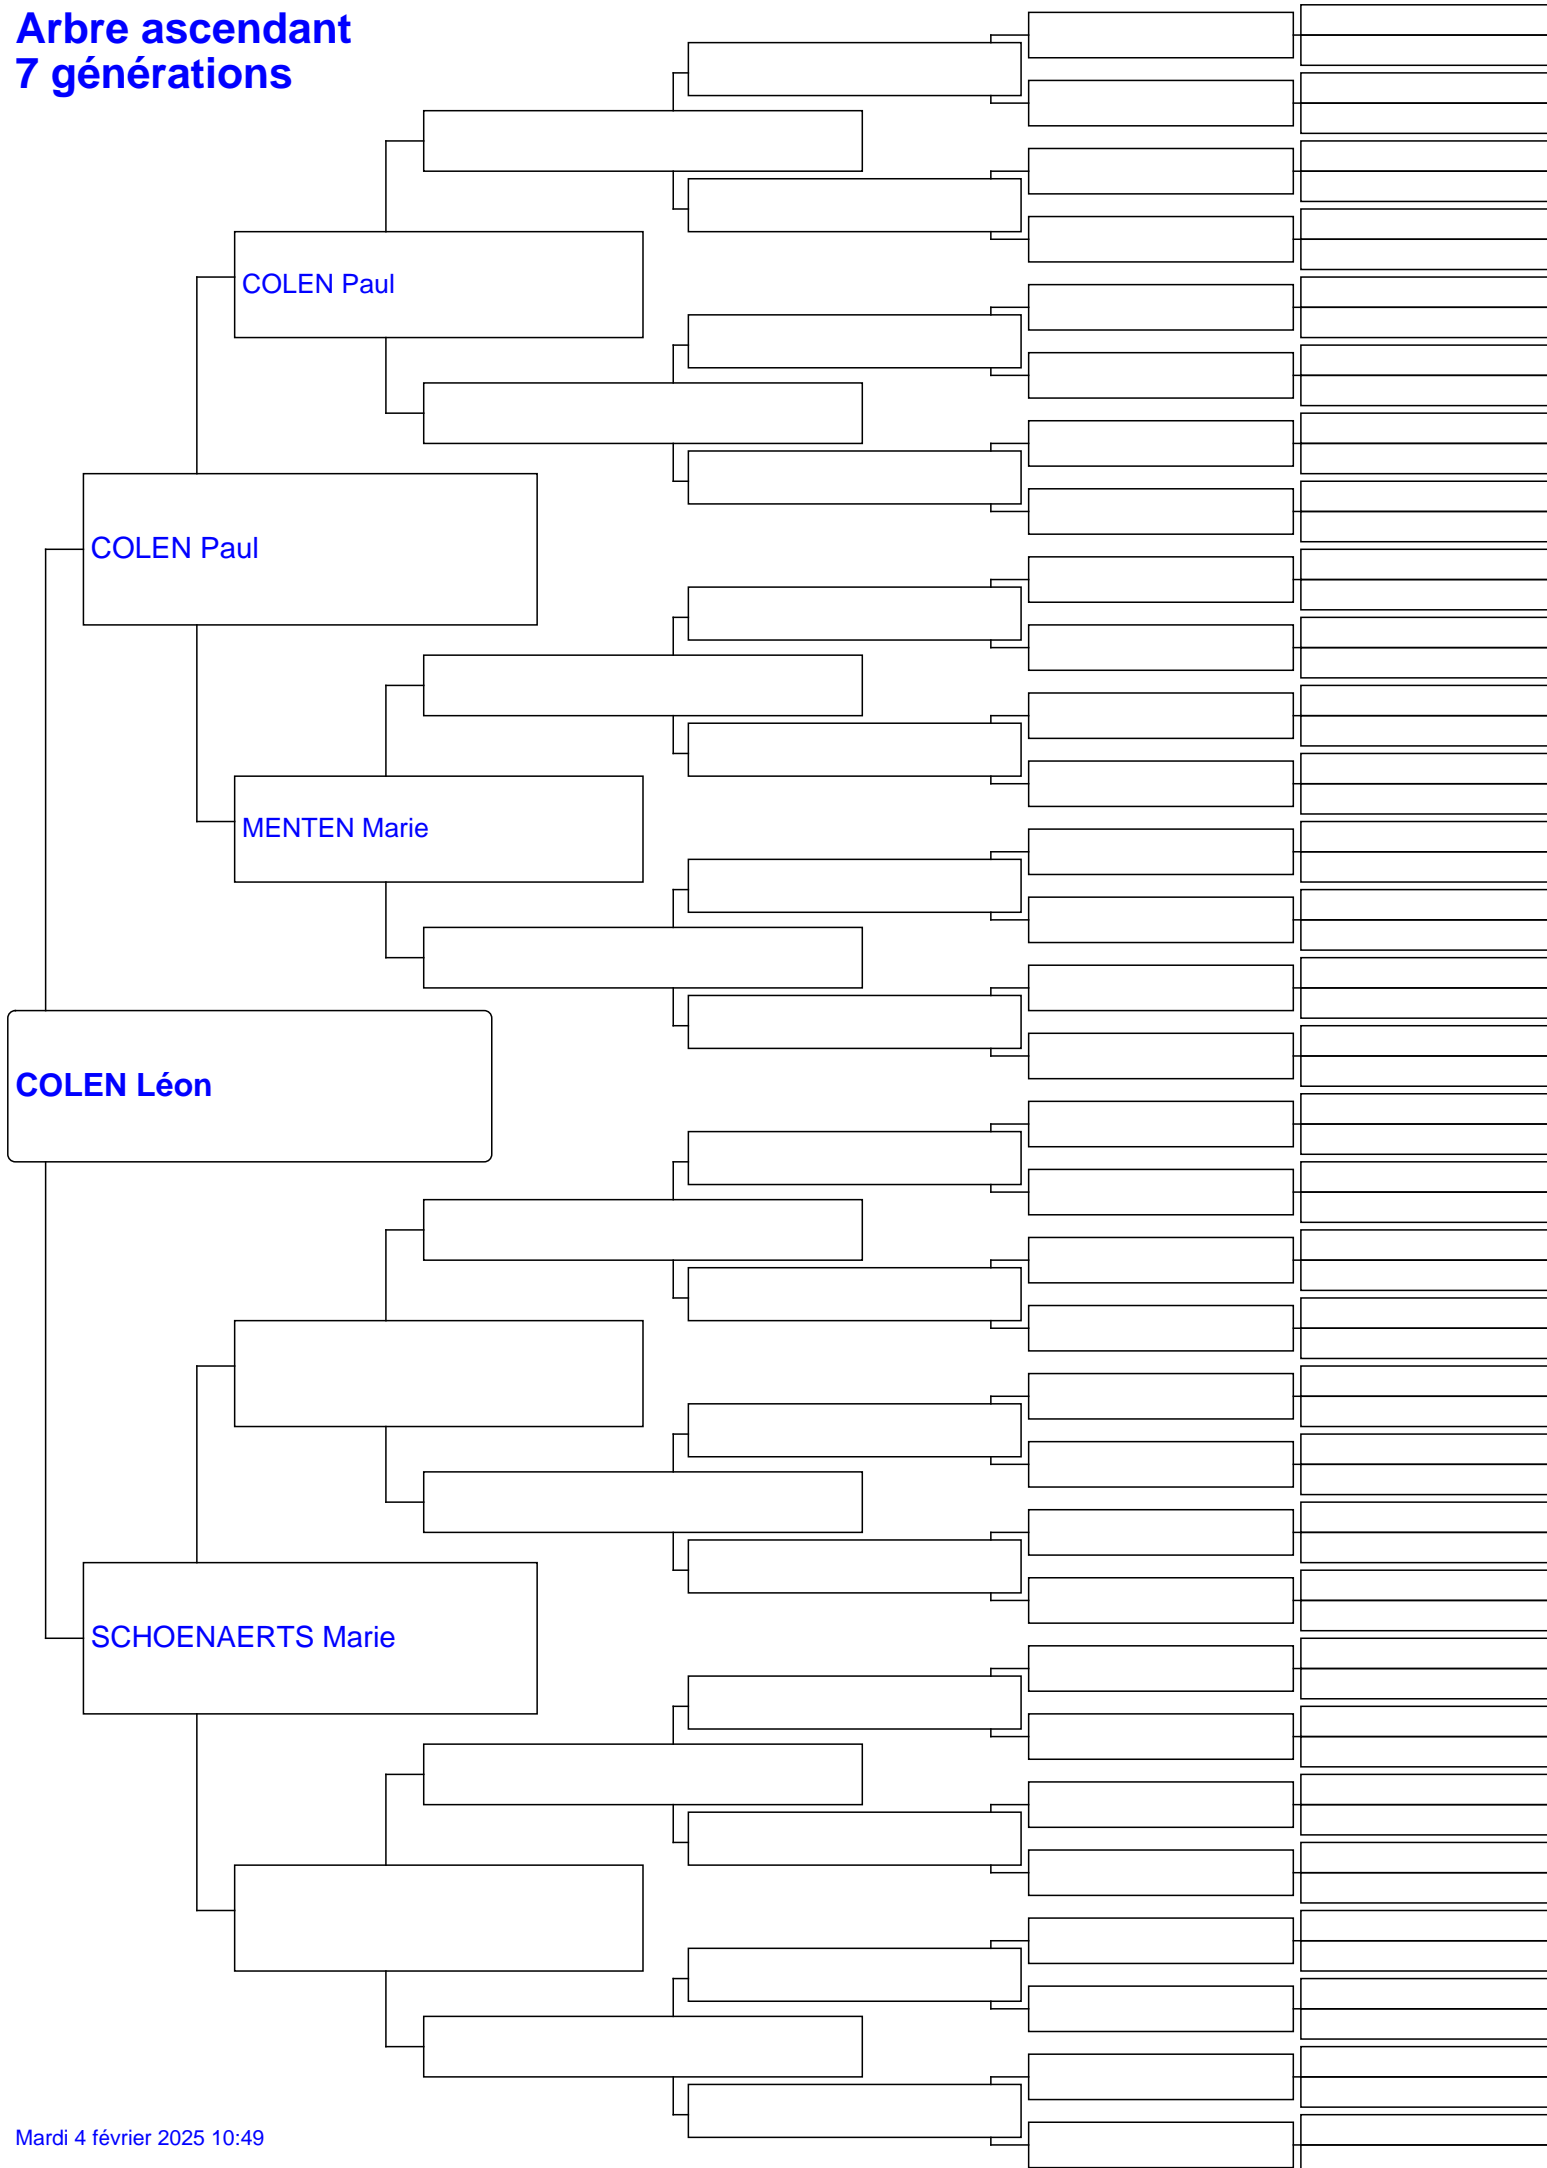 Arbre ascendant
7 générations
COLEN Paul
COLEN Paul
MENTEN Marie
COLEN Léon
SCHOENAERTS Marie
Mardi 4 février 2025 10:49